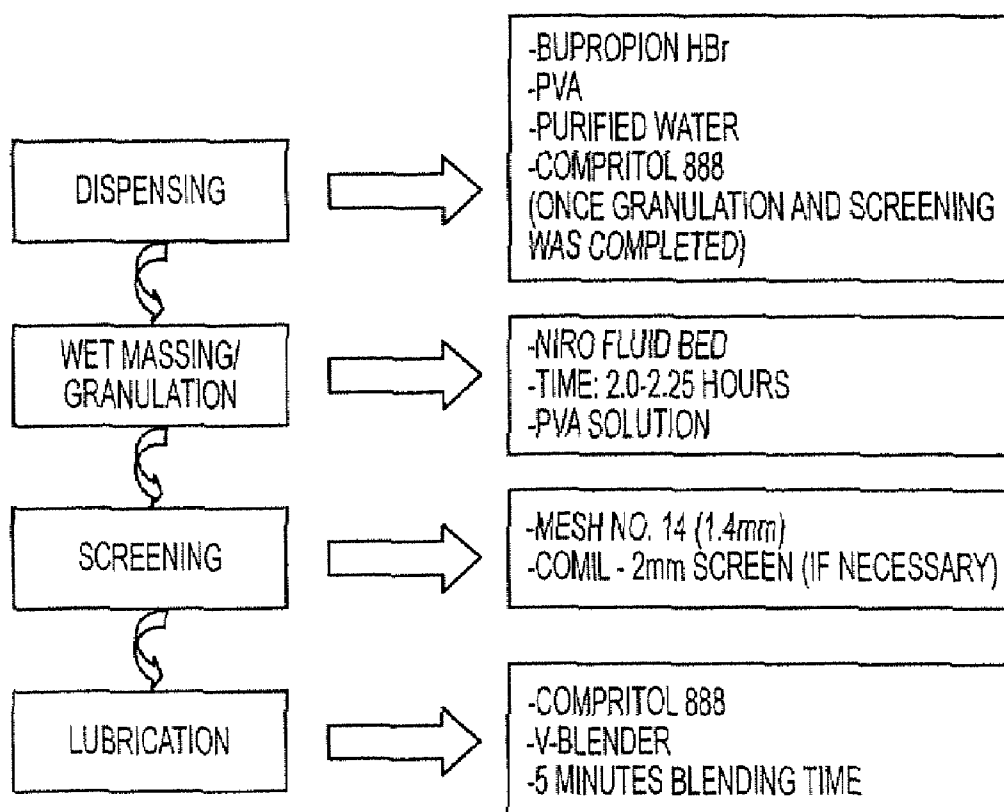 DISPENSING
-BUPROPION HBr
-PVA
-PURIFIED WATER
-COMPRITOL 888
(ONCE GRANULATION AND SCREENING
WAS COMPLETED)
WET MASSING/
GRANULATION
-NIRO FLUID BED
-TIME: 2.0-2.25 HOURS
-PVA SOLUTION
SCREENING
-MESH NO. 14 (1.4mm)
-COMIL - 2mm SCREEN (IF NECESSARY)
LUBRICATION
-COMPRITOL 888
-V-BLENDER
-5 MINUTES BLENDING TIME